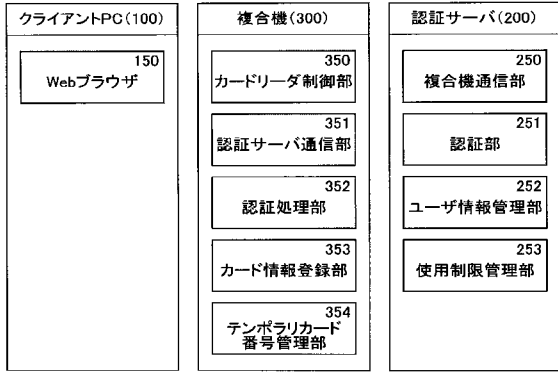 クライアントPC(100)
150
Webブラウザ
複合機(300)
350
カードリーダ制御部
351
認証サーバ通信部
352
認証処理部
353
カード情報登録部
354
テンポラリカード
番号管理部
認証サーバ(200)
250
複合機通信部
251
認証部
252
ユーザ情報管理部
253
使用制限管理部